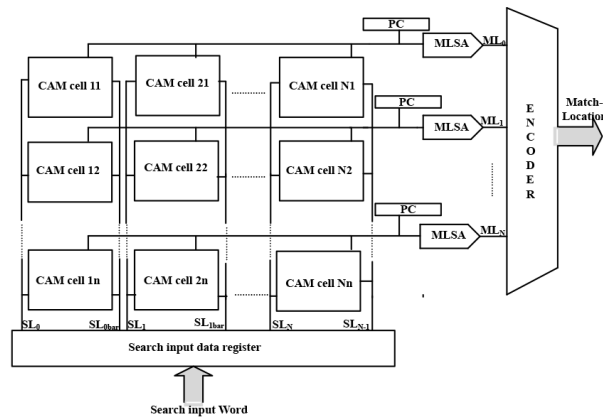 PC
MLSA
ML0
CAM cell 11
CAM cell 21
CAM cell N1
PC
MLSA
ML1
CAM cell 12
CAM cell 22
CAM cell N2
ENCODER
Match-
Location
PC
MLSA
MLN
CAM cell 1n
CAM cell 2n
CAM cell Nn
SL0 SL0bar SL1 SL1bar SLN SLN-1
Search input data register
Search input Word